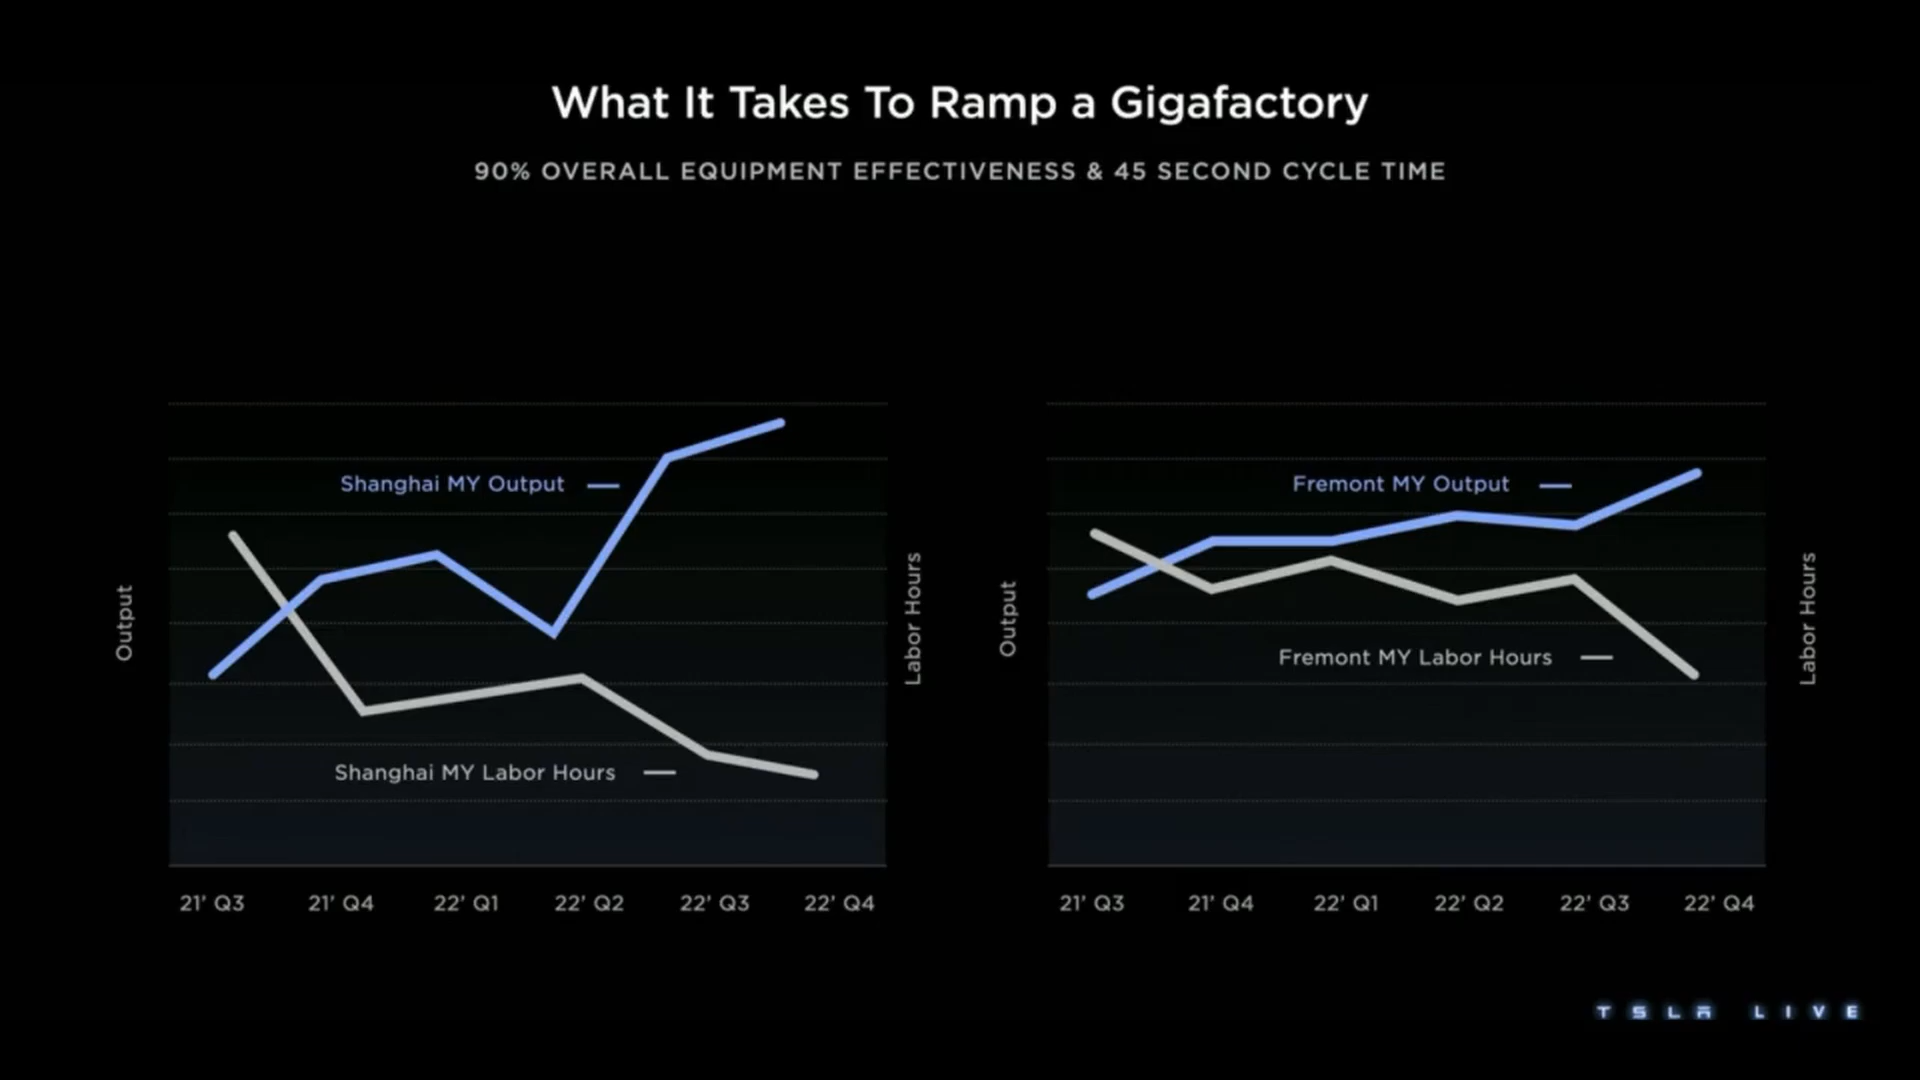 What It Takes To Ramp a Gigafactory
90% OVERALL EQUIPMENT EFFECTIVENESS & 45 SECOND CYCLE TIME
Output
Shanghai MY Output
Shanghai MY Labor Hours
Labor Hours
21' Q3 21' Q4 22' Q1 22' Q2 22' Q3 22' Q4
Output
Fremont MY Output
Fremont MY Labor Hours
Labor Hours
21' Q3 21' Q4 22' Q1 22' Q2 22' Q3 22' Q4
TSLA LIVE